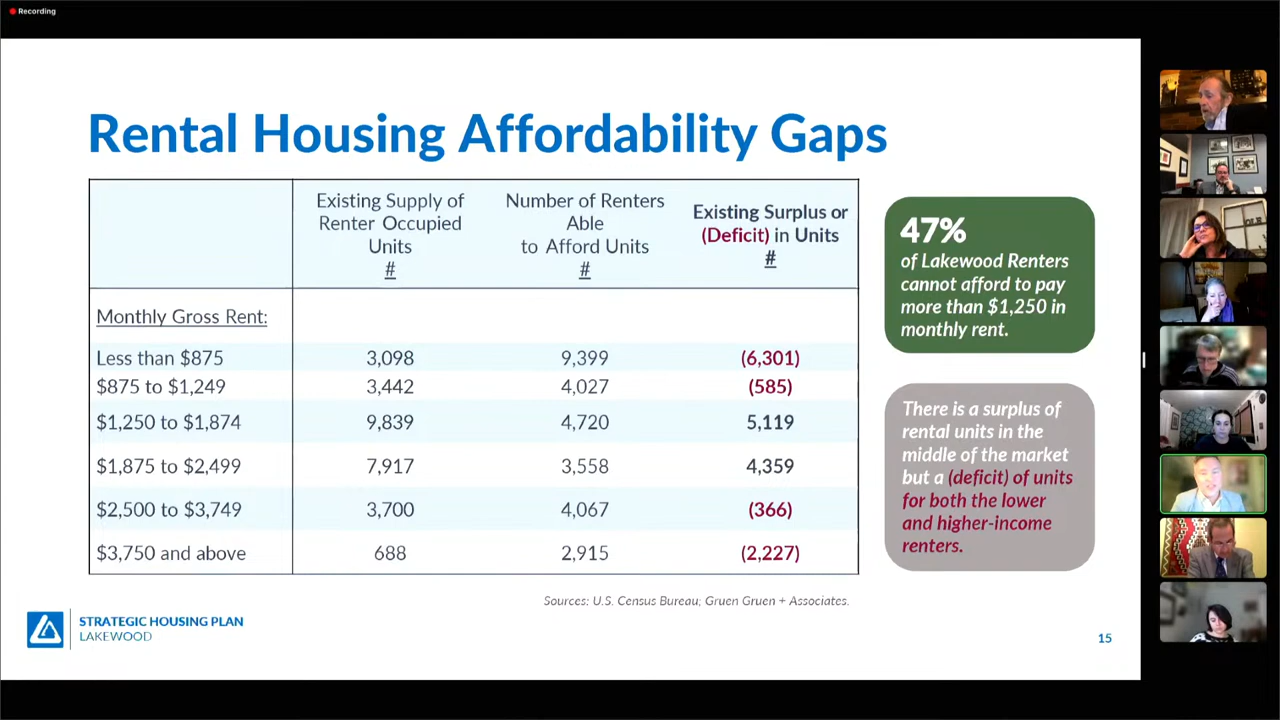 Recording
Rental Housing Affordability Gaps
Existing Supply of
Renter Occupied
Units
#
Number of Renters
Able
to Afford Units
#
Existing Surplus or
(Deficit) in Units
#
Monthly Gross Rent:
Less than $875 3,098 9,399 (6,301)
$875 to $1,249 3,442 4,027 (585)
$1,250 to $1,874 9,839 4,720 5,119
$1,875 to $2,499 7,917 3,558 4,359
$2,500 to $3,749 3,700 4,067 (366)
$3,750 and above 688 2,915 (2,227)
47%
of Lakewood Renters
cannot afford to pay
more than $1,250 in
monthly rent.
There is a surplus of
rental units in the
middle of the market
but a (deficit) of units
for both the lower
and higher-income
renters.
Sources: U.S. Census Bureau; Gruen Gruen + Associates.
STRATEGIC HOUSING PLAN
LAKEWOOD
15